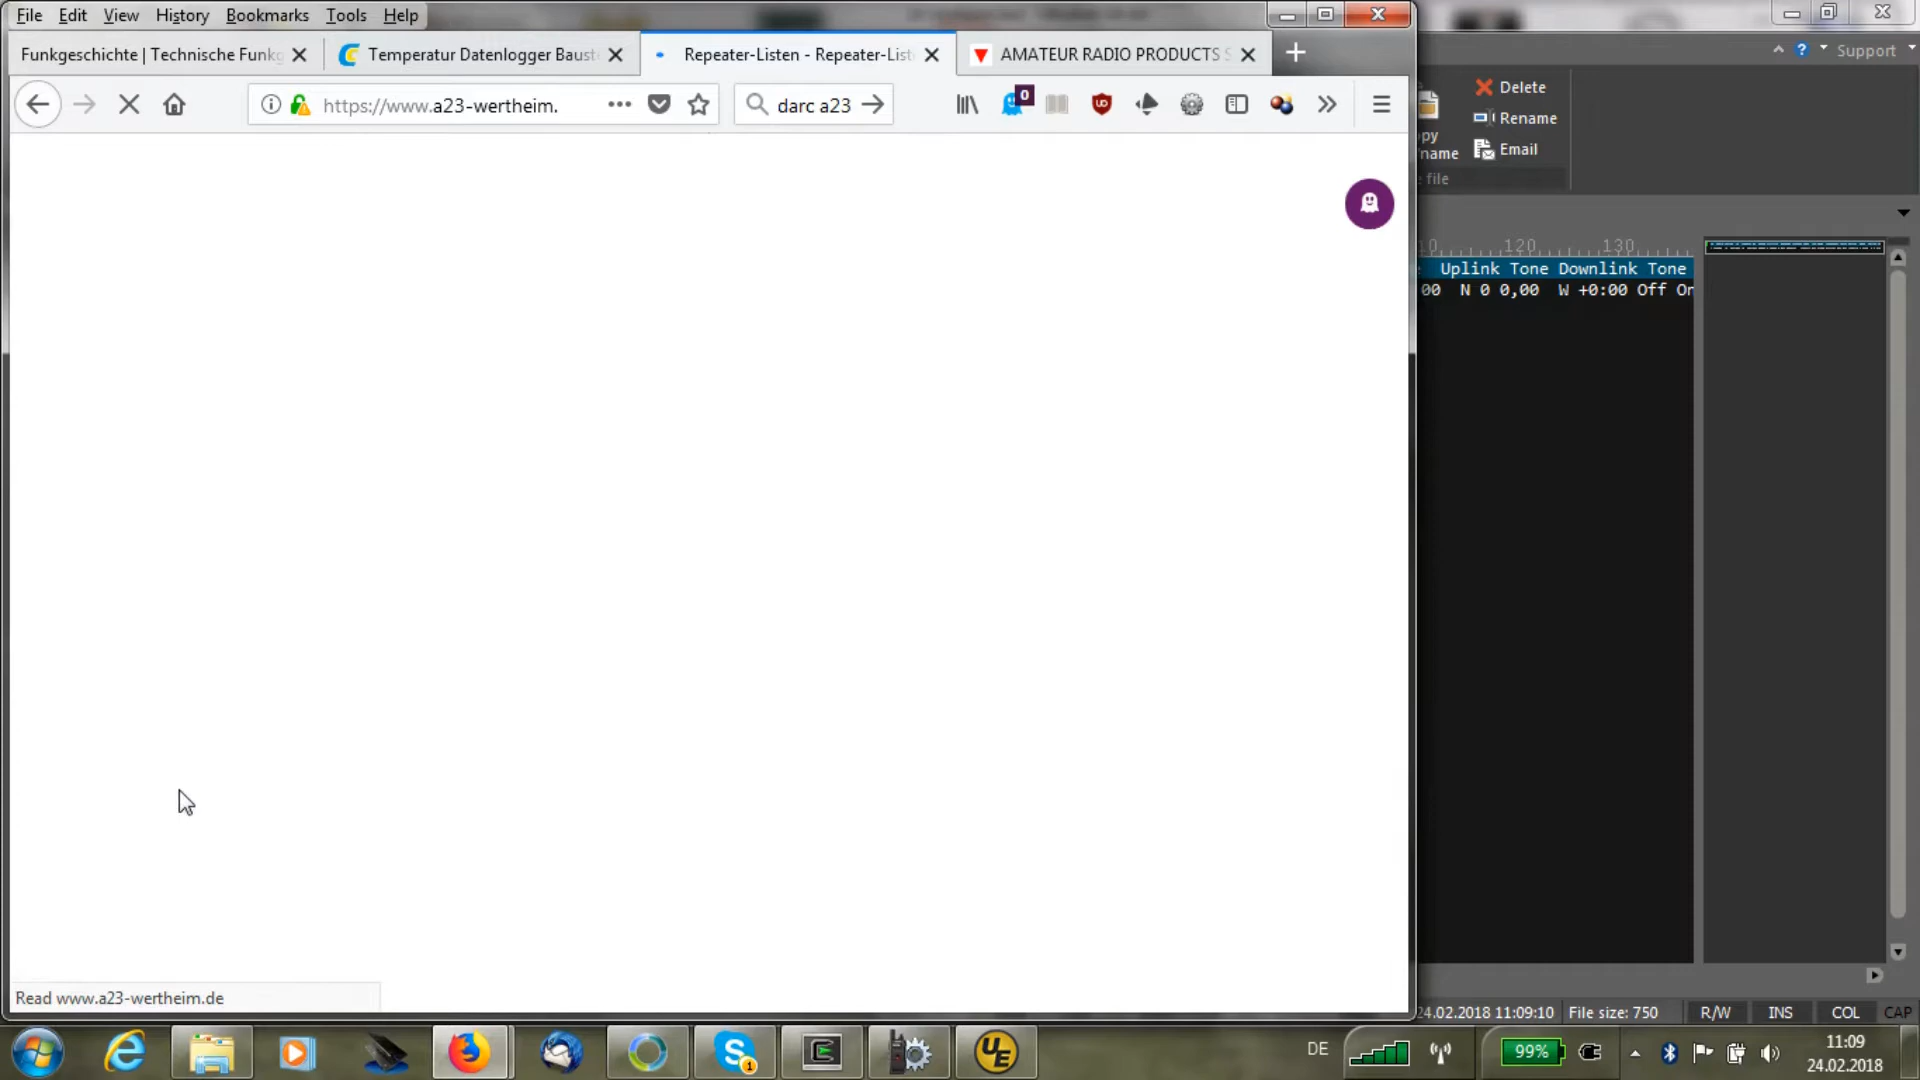 File Edit View History Bookmarks Tools Help
Funkgeschichte | Technische Funkg
Temperatur Datenlogger Baust
Repeater-Listen - Repeater-List
AMATEUR RADIO PRODUCTS S
https://www.a23-wertheim.
darc a23
0
Support
Delete
Rename
Email
py
name
file
120 130
Uplink Tone Downlink Tone
00 N 0 0,00 W +0:00 Off On
Read www.a23-wertheim.de
24.02.2018 11:09:10 File size: 750 R/W INS COL CAP
DE
99%
11:09
24.02.2018